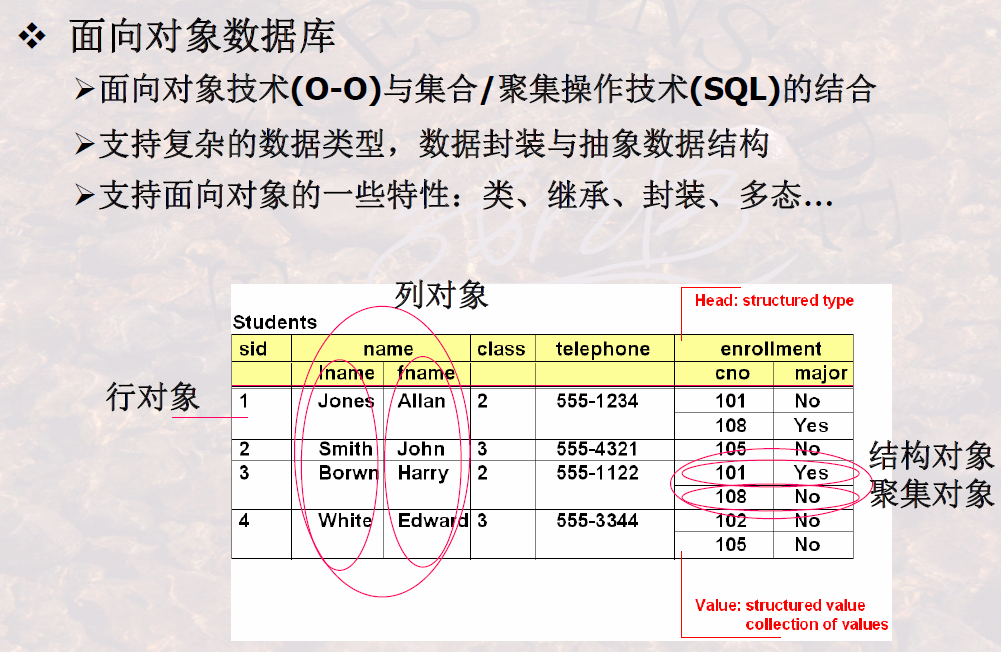 ❖ 面向对象数据库
➢面向对象技术(O-O)与集合/聚集操作技术(SQL)的结合
➢支持复杂的数据类型，数据封装与抽象数据结构
➢支持面向对象的一些特性：类、继承、封装、多态...
列对象
Head: structured type
Students
sid name class telephone enrollment
lname fname cno major
行对象
1 Jones Allan 2 555-1234 101 No
108 Yes
2 Smith John 3 555-4321 105 No
3 Borwn Harry 2 555-1122 101 Yes
108 No
结构对象
聚集对象
4 White Edward 3 555-3344 102 No
105 No
Value: structured value
collection of values